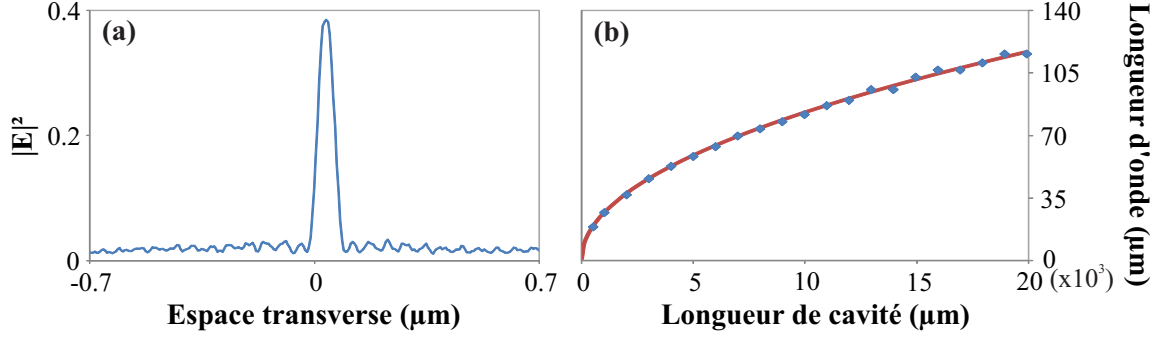 (a)
0.4
0.2
0
|E|²
-0.7
0
0.7
Espace transverse (µm)
(b)
140
105
70
35
0
Longueur d'onde (µm)
0
5
10
15
20
(x10³)
Longueur de cavité (µm)